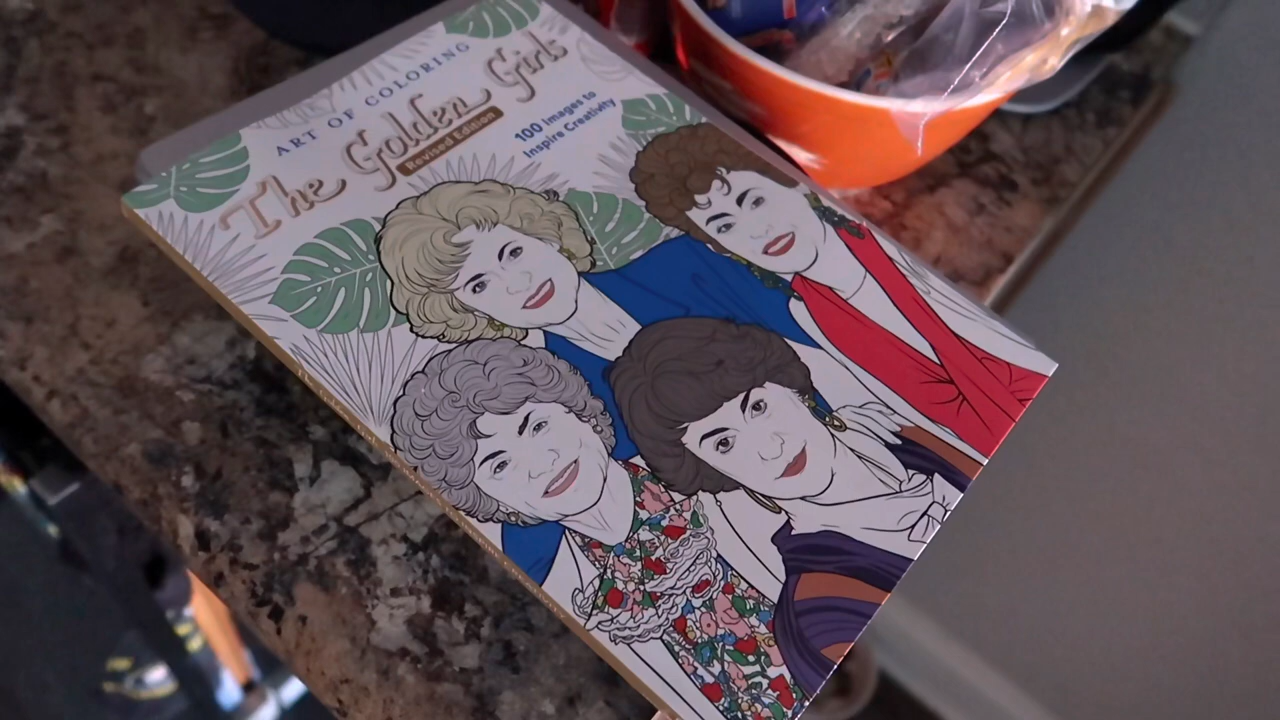 ART OF COLORING
The Golden Girls
Revised Edition
100 images to
Inspire Creativity